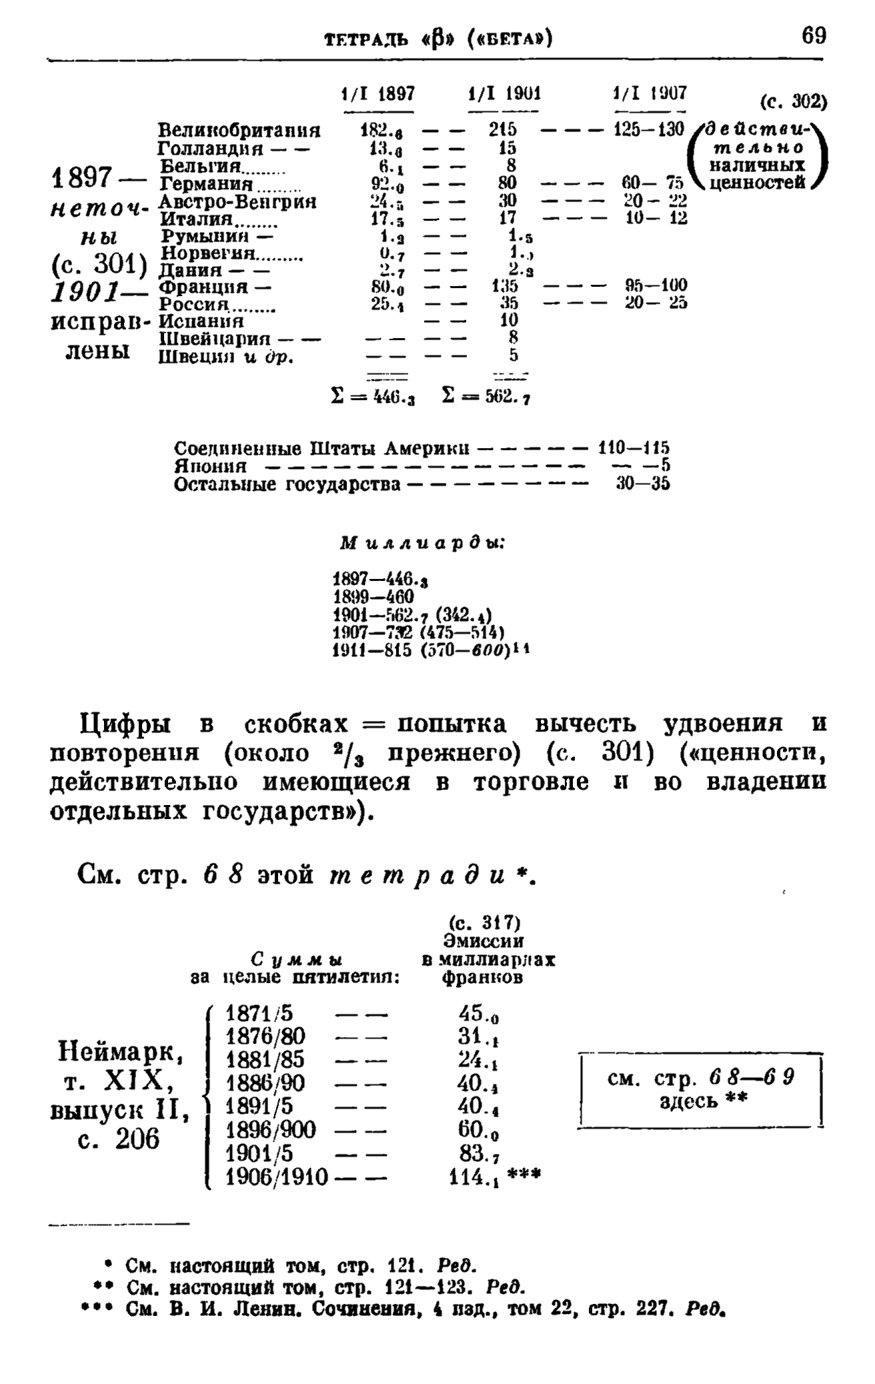 ТЕТРАДЬ «β» («БЕТА») 69
1/I 1897 1/I 1901 1/I 1907 (с. 302)
Великобритания 182.6 — — 215 — — — 125—130 (действи-
Голландия — — 13.6 — — 15 тельно
Бельгия........ 6.1 — — 8 наличных
1897 — Германия........ 92.0 — — 80 — — — 60— 75 ценностей)
неточ- Австро-Венгрия 24.5 — — 30 — — — 20— 22
Италия........ 17.5 — — 17 — — — 10— 12
ны Румыния — — — 1.5
(с. 301) Норвегия......... 0.7 — —
Дания — — 2.7 — —
1901— Франция — 80.0 — — 135 — — — 95—100
Россия........ 25.4 — — 35 — — — 20— 25
исправ- Испания — — 10
Швейцария — — — — — — 8
лены Швеция и др. — — — — 5
Σ = 446.3 Σ = 562.7
Соединенные Штаты Америки — — — — — — 110—115
Япония — — — — — — — — — — — — — — — — — —5
Остальные государства — — — — — — — — — 30—35
Миллиарды:
1897—446.3
1899—460
1901—562.7 (342.4)
1907—732 (475—514)
1911—815 (570—600)¹¹
Цифры в скобках = попытка вычесть удвоения и
повторения (около ²/₃ прежнего) (с. 301) («ценности,
действительно имеющиеся в торговле и во владении
отдельных государств»).
См. стр. 68 этой тетради *.
(с. 317)
Эмиссии
Суммы в миллиардах
за целые пятилетия: франков
1871/5 — — 45.0
1876/80 — — 31.1
Неймарк, 1881/85 — — 24.1
т. XIX, 1886/90 — — 40.4
выпуск II, 1891/5 — — 40.4
с. 206 1896/900 — — 60.0
1901/5 — — 83.7
1906/1910 — — 114.1 ***
см. стр. 68—69
здесь **
* См. настоящий том, стр. 121. Ред.
** См. настоящий том, стр. 121—123. Ред.
*** См. В. И. Ленин. Сочинения, 4 изд., том 22, стр. 227. Ред.